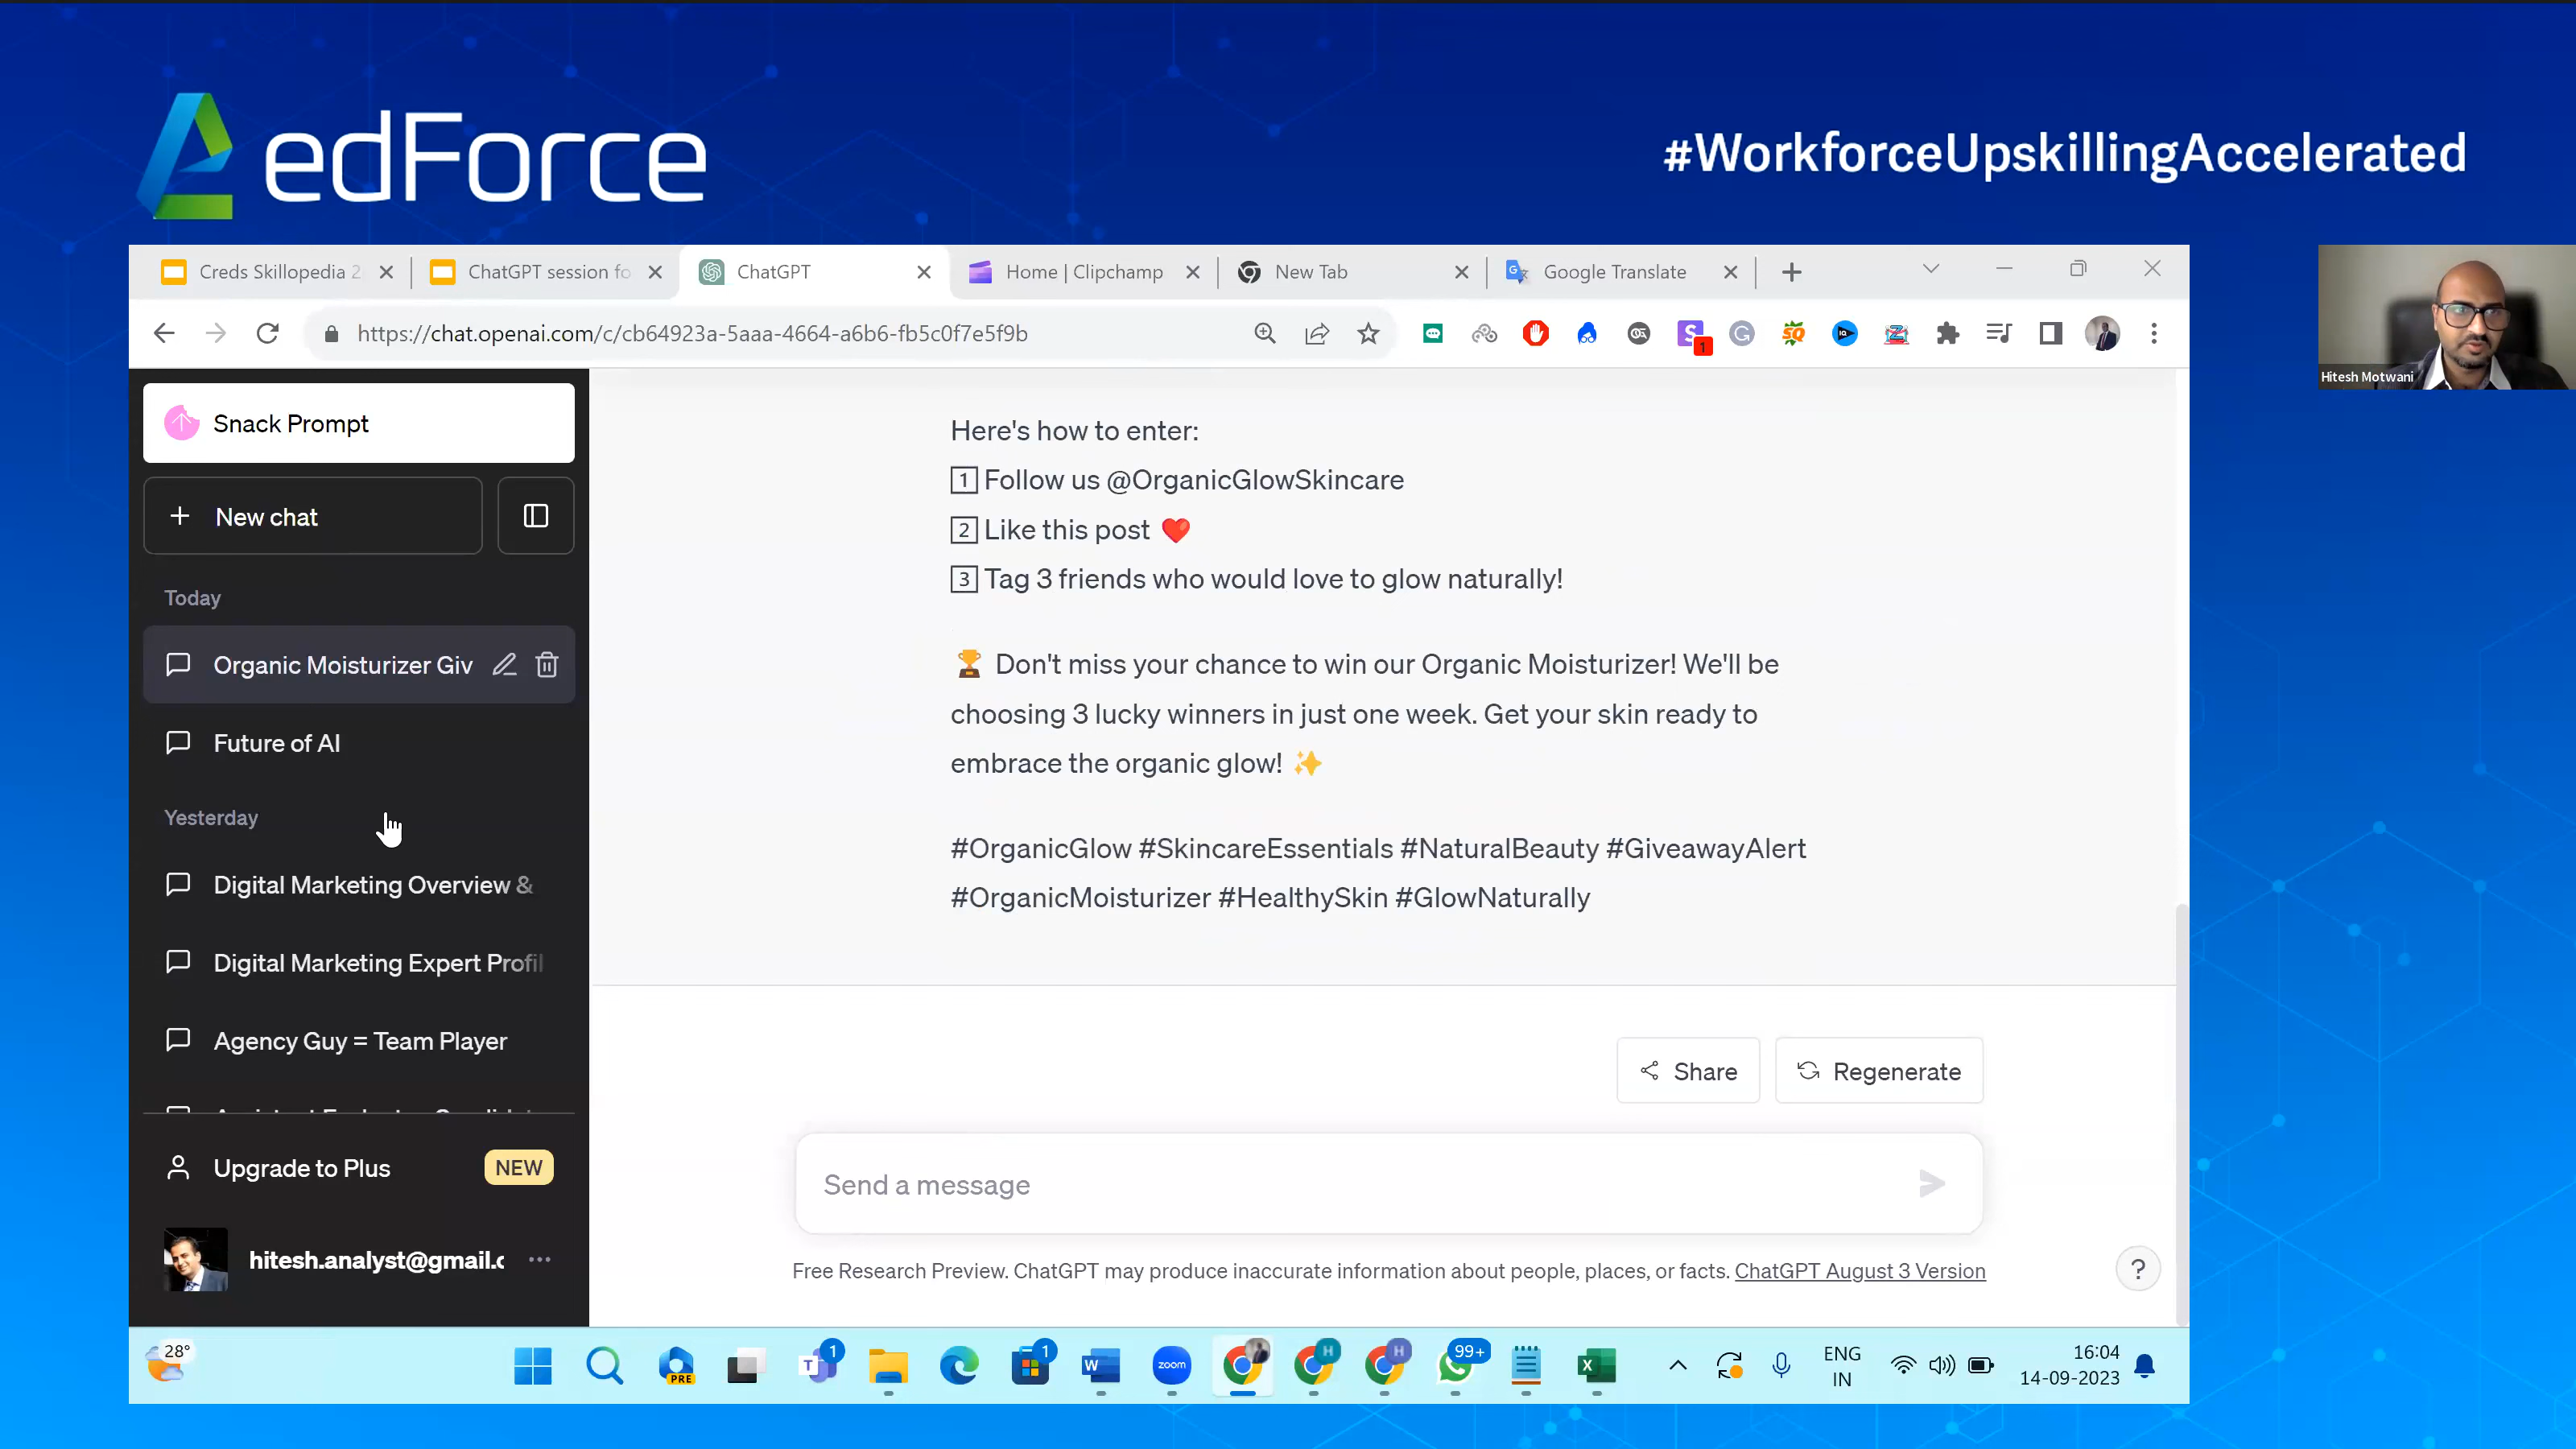 edForce
#WorkforceUpskillingAccelerated
Creds Skillopedia 2
ChatGPT session fo
ChatGPT
Home | Clipchamp
New Tab
Google Translate
https://chat.openai.com/c/cb64923a-5aaa-4664-a6b6-fb5c0f7e5f9b
1
Hitesh Motwani
Snack Prompt
New chat
Today
Organic Moisturizer Giv
Future of AI
Yesterday
Digital Marketing Overview &
Digital Marketing Expert Profil
Agency Guy = Team Player
Upgrade to Plus NEW
hitesh.analyst@gmail.c
Here's how to enter:
1 Follow us @OrganicGlowSkincare
2 Like this post ❤️
3 Tag 3 friends who would love to glow naturally!
🏆 Don't miss your chance to win our Organic Moisturizer! We'll be
choosing 3 lucky winners in just one week. Get your skin ready to
embrace the organic glow! ✨
#OrganicGlow #SkincareEssentials #NaturalBeauty #GiveawayAlert
#OrganicMoisturizer #HealthySkin #GlowNaturally
Share
Regenerate
Send a message
Free Research Preview. ChatGPT may produce inaccurate information about people, places, or facts. ChatGPT August 3 Version
?
28°
PRE
T 1
1
W
zoom
H
H
99+
X
ENG
IN
16:04
14-09-2023